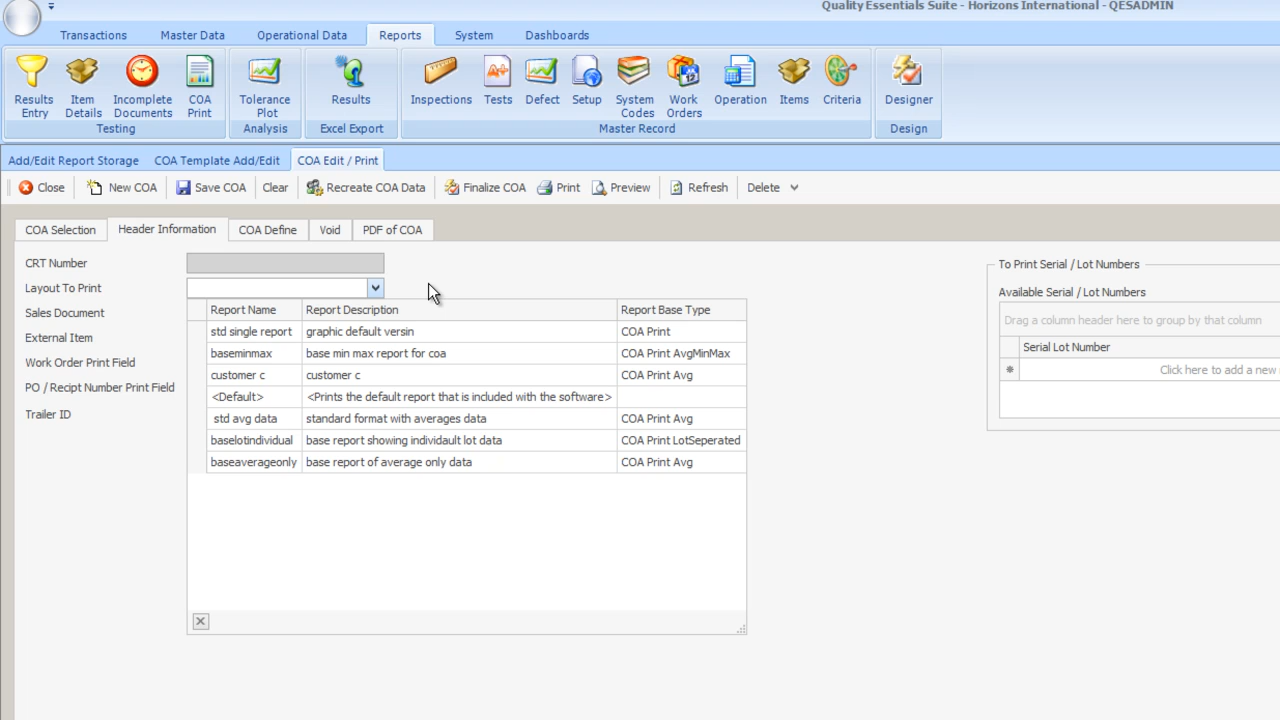 Quality Essentials Suite - Horizons International - QESADMIN
Transactions Master Data Operational Data Reports System Dashboards
Results Entry
Item Details
Incomplete Documents
COA Print
Testing
Tolerance Plot
Analysis
Results
Excel Export
Inspections
Tests
Defect
Setup
System Codes
Work Orders
12
Operation
Items
Criteria
Master Record
Designer
Design
Add/Edit Report Storage COA Template Add/Edit COA Edit / Print
Close New COA Save COA Clear Recreate COA Data Finalize COA Print Preview Refresh Delete
COA Selection Header Information COA Define Void PDF of COA
CRT Number
Layout To Print
Sales Document
External Item
Work Order Print Field
PO / Recipt Number Print Field
Trailer ID
Report Name Report Description Report Base Type
std single report graphic default versin COA Print
baseminmax base min max report for coa COA Print AvgMinMax
customer c customer c COA Print Avg
<Default> <Prints the default report that is included with the software>
std avg data standard format with averages data COA Print Avg
baselotindividual base report showing individault lot data COA Print LotSeperated
baseaverageonly base report of average only data COA Print Avg
To Print Serial / Lot Numbers
Available Serial / Lot Numbers
Drag a column header here to group by that column
Serial Lot Number
Click here to add a new